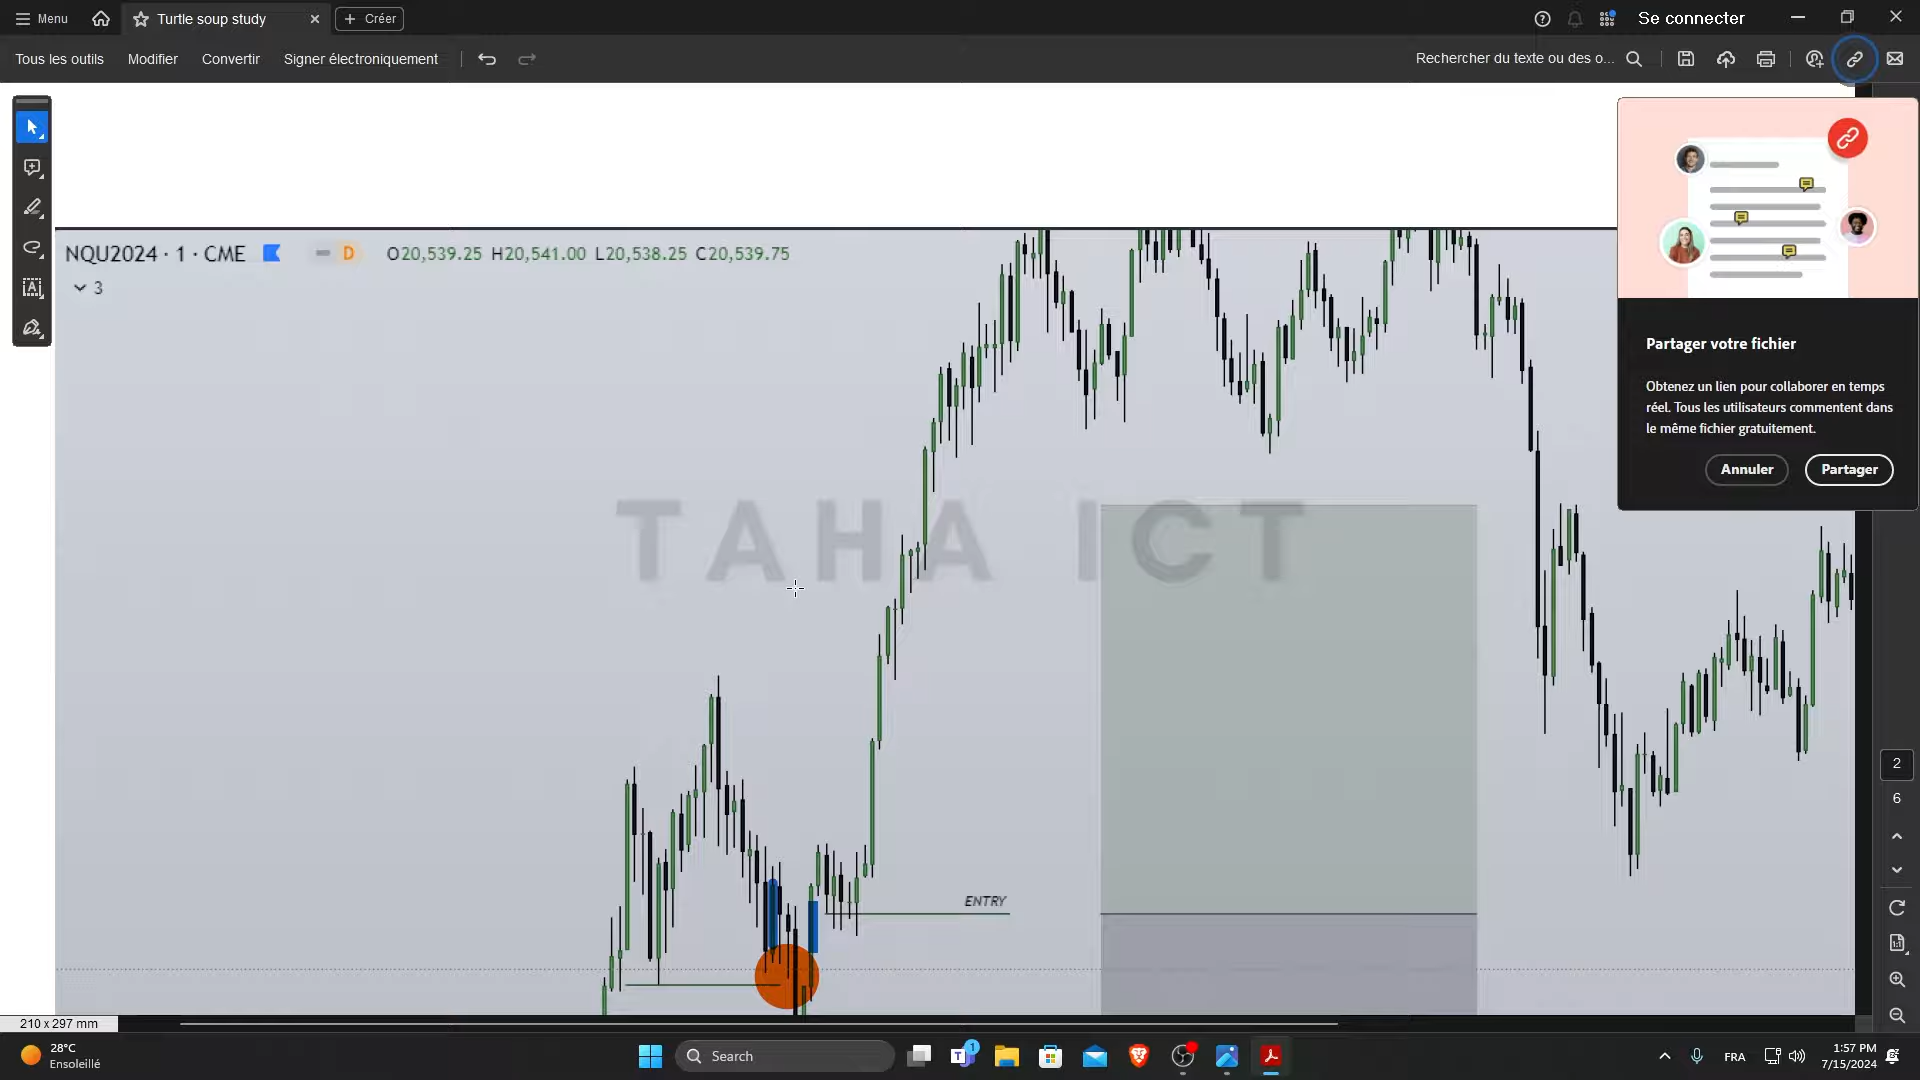 Menu
Turtle soup study
Créer
Se connecter
Tous les outils
Modifier
Convertir
Signer électroniquement
Rechercher du texte ou des o...
NQU2024 · 1 · CME
D
O20,539.25 H20,541.00 L20,538.25 C20,539.75
3
TAHA ICT
ENTRY
Partager votre fichier
Obtenez un lien pour collaborer en temps
réel. Tous les utilisateurs commentent dans
le même fichier gratuitement.
Annuler
Partager
2
6
1:1
210 x 297 mm
28°C
Ensoleillé
Search
1
FRA
1:57 PM
7/15/2024